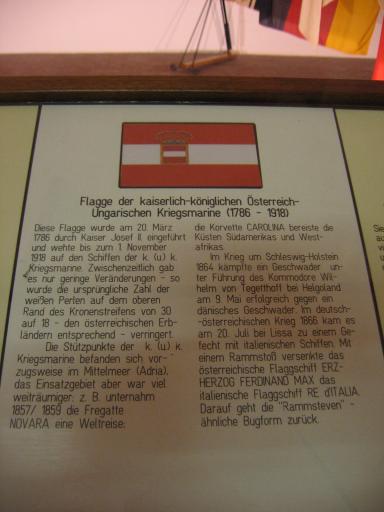 Flagge der kaiserlich-königlichen Österreich-
Ungarischen Kriegsmarine (1786 - 1918)
Diese Flagge wurde am 20. März
1786 durch Kaiser Josef II. eingeführt
und wehte bis zum 1. November
1918 auf den Schiffen der k. (u.) k.
Kriegsmarine. Zwischenzeitlich gab
es nur geringe Veränderungen - so
wurde die ursprüngliche Zahl der
weißen Perlen auf dem oberen
Rand des Kronenstreifens von 30
auf 18 - den österreichischen Erb-
ländern entsprechend - verringert.
Die Stützpunkte der k. (u.) k.
Kriegsmarine befanden sich vor-
zugsweise im Mittelmeer (Adria),
das Einsatzgebiet aber war viel
weiträumiger: z. B. unternahm
1857/ 1859 die Fregatte
NOVARA eine Weltreise;
die Korvette CAROLINA bereiste die
Küsten Südamerikas und West-
afrikas.
Im Krieg um Schleswig-Holstein
1864 kämpfte ein Geschwader un-
ter Führung des Kommodore Wil-
helm von Tegetthoff bei Helgoland
am 9. Mai erfolgreich gegen ein
dänisches Geschwader. Im deutsch-
österreichischen Krieg 1866 kam es
am 20. Juli bei Lissa zu einem Ge-
fecht mit italienischen Schiffen. Mit
einem Rammstoß versenkte das
österreichische Flaggschiff ERZ-
HERZOG FERDINAND MAX das
italienische Flaggschiff RE d'ITALIA.
Darauf geht die "Rammsteven" -
ähnliche Bugform zurück.